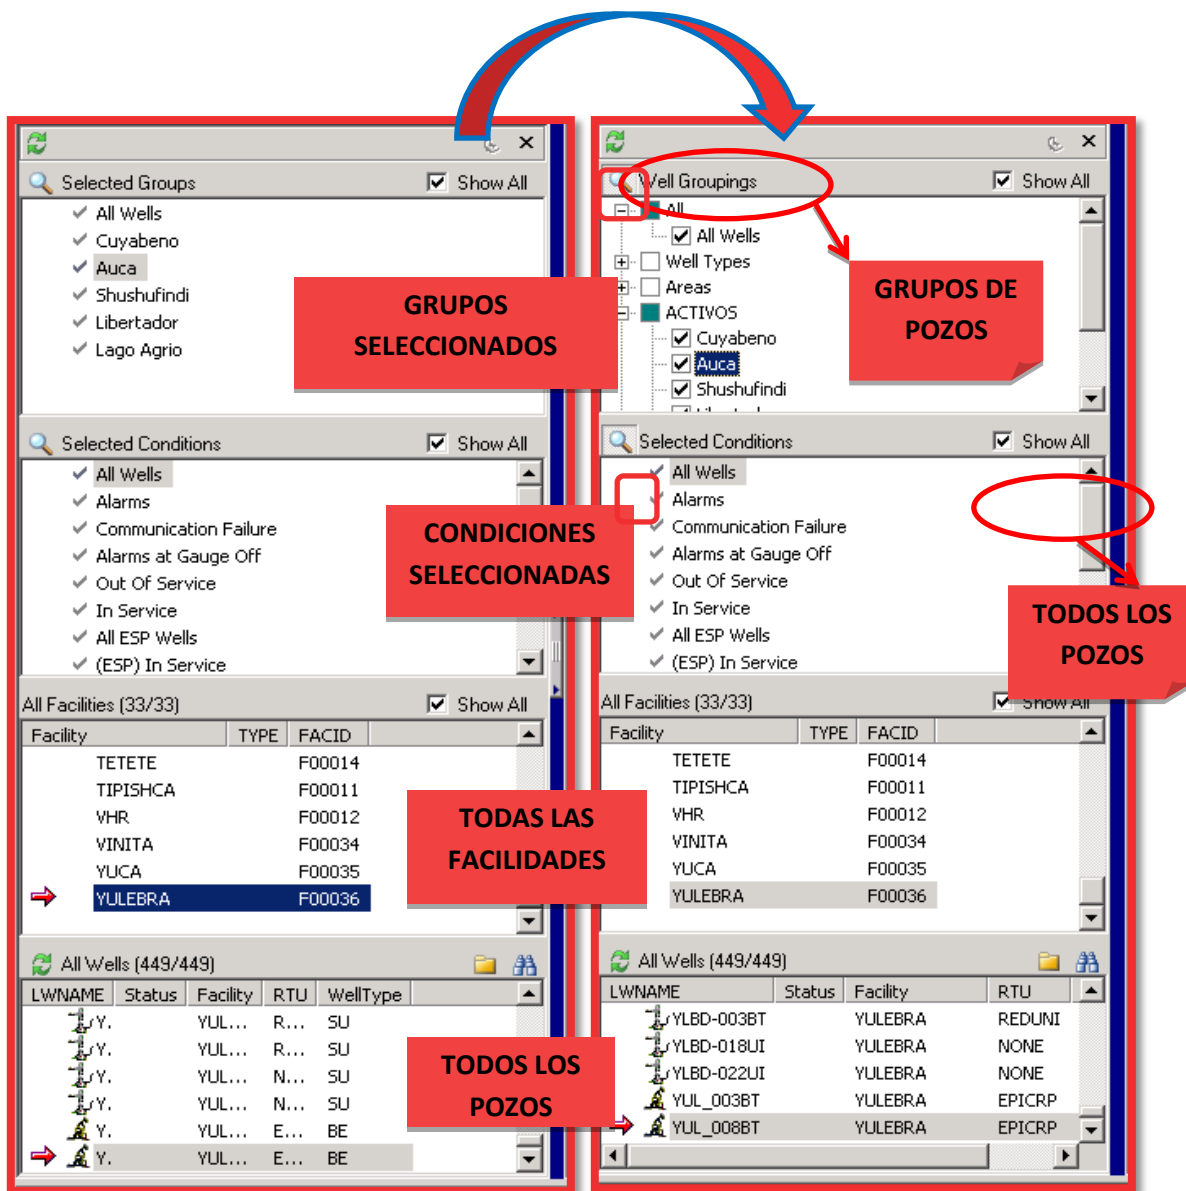 Selected Groups
Show All
All Wells
Cuyabeno
Auca
Shushufindi
Libertador
Lago Agrio
GRUPOS
SELECCIONADOS
Selected Conditions
Show All
All Wells
Alarms
Communication Failure
Alarms at Gauge Off
Out Of Service
In Service
All ESP Wells
(ESP) In Service
CONDICIONES
SELECCIONADAS
All Facilities (33/33)
Show All
Facility TYPE FACID
TETETE F00014
TIPISHCA F00011
VHR F00012
VINITA F00034
YUCA F00035
YULEBRA F00036
TODAS LAS
FACILIDADES
All Wells (449/449)
LWNAME Status Facility RTU WellType
Y. YUL... R... SU
Y. YUL... R... SU
Y. YUL... N... SU
Y. YUL... N... SU
Y. YUL... E... BE
Y. YUL... E... BE
TODOS LOS
POZOS
Well Groupings
Show All
All
All Wells
Well Types
Areas
ACTIVOS
Cuyabeno
Auca
Shushufindi
GRUPOS DE
POZOS
Selected Conditions
Show All
All Wells
Alarms
Communication Failure
Alarms at Gauge Off
Out Of Service
In Service
All ESP Wells
(ESP) In Service
TODOS LOS
POZOS
All Facilities (33/33)
Show All
Facility TYPE FACID
TETETE F00014
TIPISHCA F00011
VHR F00012
VINITA F00034
YUCA F00035
YULEBRA F00036
All Wells (449/449)
LWNAME Status Facility RTU
YLBD-003BT YULEBRA REDUNI
YLBD-018UI YULEBRA NONE
YLBD-022UI YULEBRA NONE
YUL_003BT YULEBRA EPICRP
YUL_008BT YULEBRA EPICRP